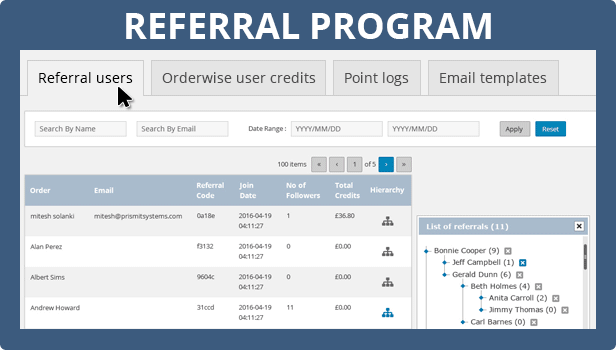 REFERRAL PROGRAM
Referral users Orderwise user credits Point logs Email templates
Search By Name Search By Email Date Range : YYYY/MM/DD YYYY/MM/DD Apply Reset
100 items « ‹ 1 of 5 › »
Order Email Referral Code Join Date No of Followers Total Credits Hierarchy
mitesh solanki mitesh@prismitsystems.com 0a18e 2016-04-19 04:11:27 1 £36.80
Alan Perez f3132 2016-04-19 04:11:27 0 £0.00
Albert Sims 9604c 2016-04-19 04:11:27 0 £0.00
Andrew Howard 31ccd 2016-04-19 04:11:27 11 £0.00
List of referrals (11)
Bonnie Cooper (9)
Jeff Campbell (1)
Gerald Dunn (6)
Beth Holmes (4)
Anita Carroll (2)
Jimmy Thomas (0)
Carl Barnes (0)